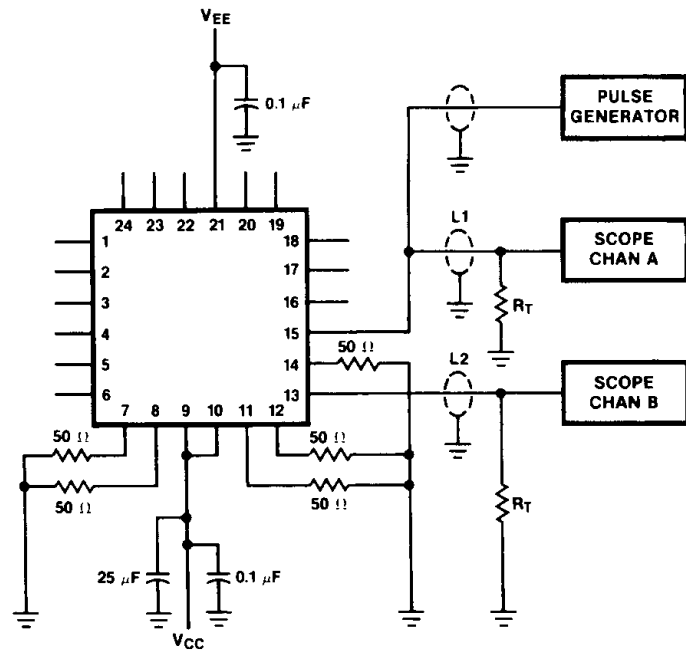 VEE
0.1 μF
PULSE
GENERATOR
24 23 22 21 20 19
L1
SCOPE
CHAN A
RT
1
2
3
4
5
6
18
17
16
15
14
13
50 Ω
L2
SCOPE
CHAN B
7 8 9 10 11 12
50 Ω
50 Ω
50 Ω
50 Ω
RT
25 μF
0.1 μF
VCC